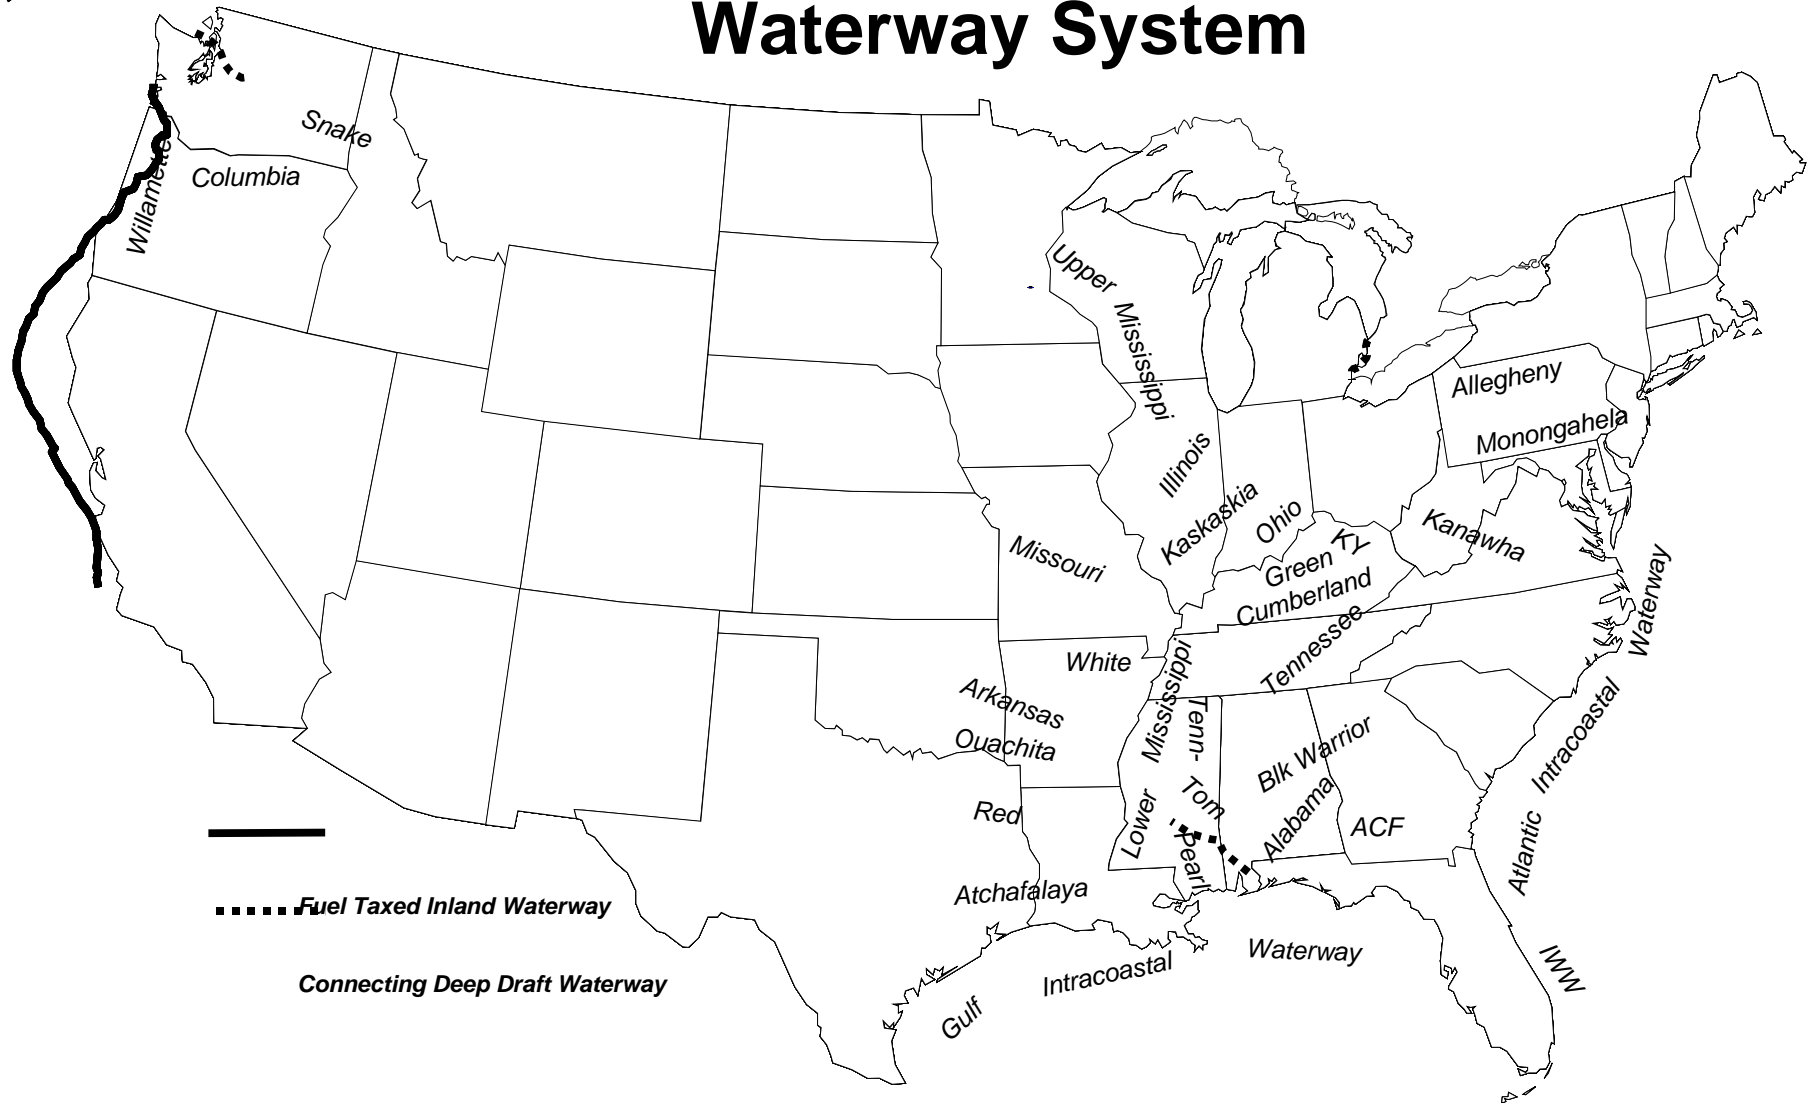 Waterway System
Snake
Columbia
Willamette
Upper
Mississippi
Allegheny
Monongahela
Illinois
Kaskaskia
Ohio
KY
Kanawha
Missouri
Green
Cumberland
Waterway
Tennessee
White
Mississippi
Arkansas
Tenn-
Intracoastal
Ouachita
Blk Warrior
Tom
Alabama
Red
Lower
ACF
Atlantic
Pearl
Atchafalaya
Fuel Taxed Inland Waterway
Waterway
Intracoastal
IWW
Connecting Deep Draft Waterway
Gulf